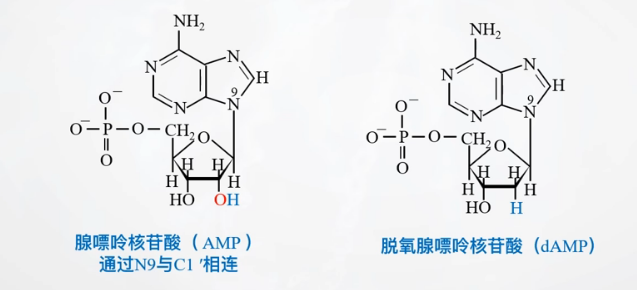 NH2
N
N
N
N
9
H
O−
O− P O CH2
O
O
H H H H
HO OH
腺嘌呤核苷酸（AMP）
通过N9与C1 ′相连
NH2
N
N
N
N
9
H
O−
O− P O CH2
O
O
H H H H
HO H
脱氧腺嘌呤核苷酸（dAMP）